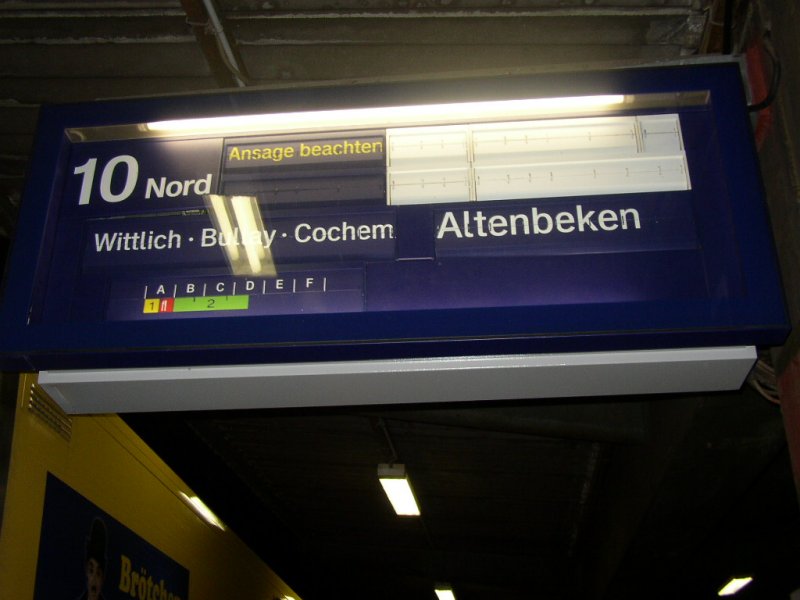 Ansage beachten
10 Nord
Wittlich · Bullay · Cochem
Altenbeken
A B C D E F
1 2
Brötchen